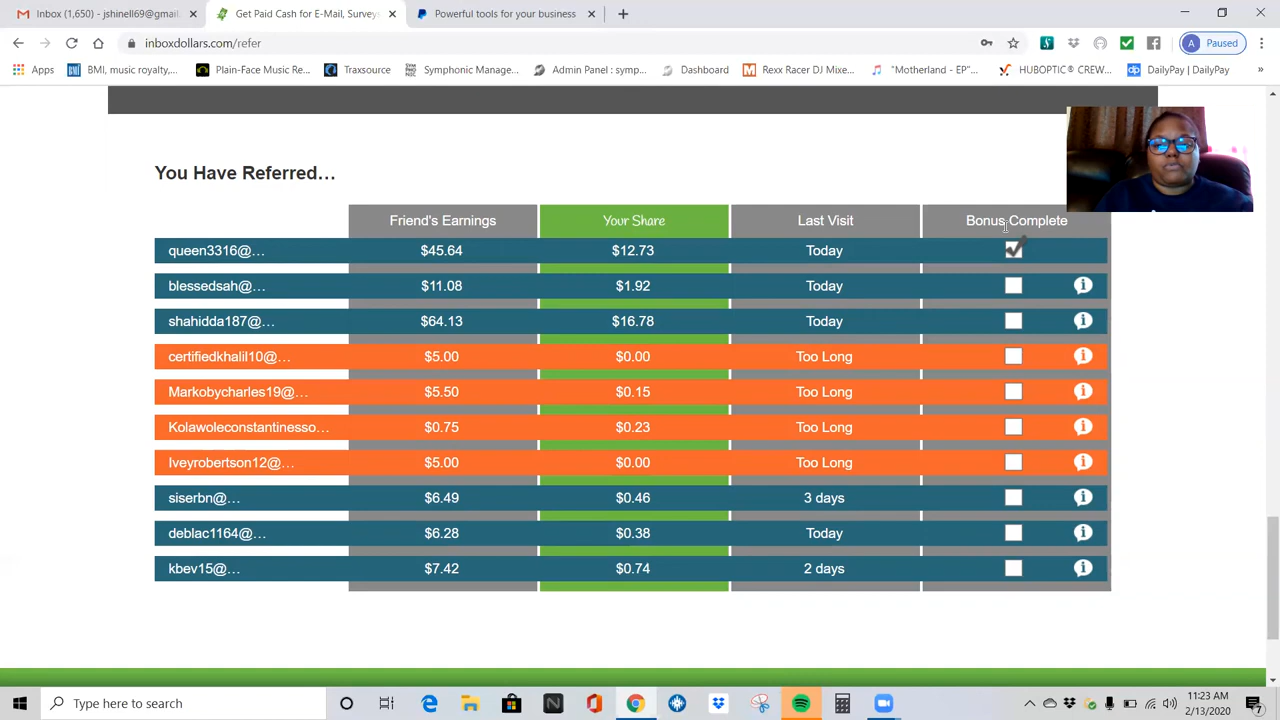 Inbox (1,650) - jshinell69@gmail
Get Paid Cash for E-Mail, Surveys
Powerful tools for your business
inboxdollars.com/refer
Paused
Apps
BMI, music royalty,...
Plain-Face Music Re...
Traxsource
Symphonic Manage...
Admin Panel : symp...
Dashboard
Rexx Racer DJ Mixe...
"Motherland - EP"...
HUBOPTIC® CREW...
DailyPay | DailyPay
You Have Referred…
Friend's Earnings Your Share Last Visit Bonus Complete
queen3316@… $45.64 $12.73 Today
blessedsah@… $11.08 $1.92 Today
shahidda187@… $64.13 $16.78 Today
certifiedkhalil10@… $5.00 $0.00 Too Long
Markobycharles19@… $5.50 $0.15 Too Long
Kolawoleconstantinesso… $0.75 $0.23 Too Long
Iveyrobertson12@… $5.00 $0.00 Too Long
siserbn@… $6.49 $0.46 3 days
deblac1164@… $6.28 $0.38 Today
kbev15@… $7.42 $0.74 2 days
Type here to search
11:23 AM
2/13/2020